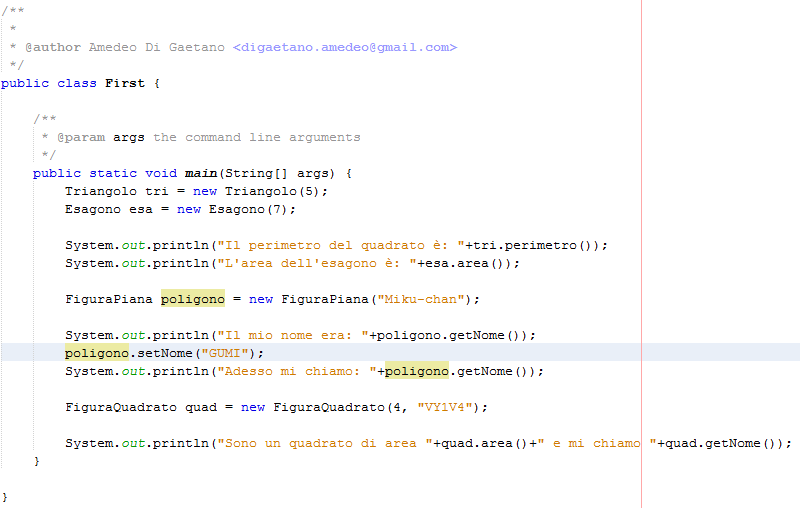 /**
 *
 * @author Amedeo Di Gaetano <digaetano.amedeo@gmail.com>
 */
public class First {
    /**
     * @param args the command line arguments
     */
    public static void main(String[] args) {
        Triangolo tri = new Triangolo(5);
        Esagono esa = new Esagono(7);
        System.out.println("Il perimetro del quadrato è: "+tri.perimetro());
        System.out.println("L'area dell'esagono è: "+esa.area());
        FiguraPiana poligono = new FiguraPiana("Miku-chan");
        System.out.println("Il mio nome era: "+poligono.getNome());
        poligono.setNome("GUMI");
        System.out.println("Adesso mi chiamo: "+poligono.getNome());
        FiguraQuadrato quad = new FiguraQuadrato(4, "VY1V4");
        System.out.println("Sono un quadrato di area "+quad.area()+" e mi chiamo "+quad.getNome());
    }
}